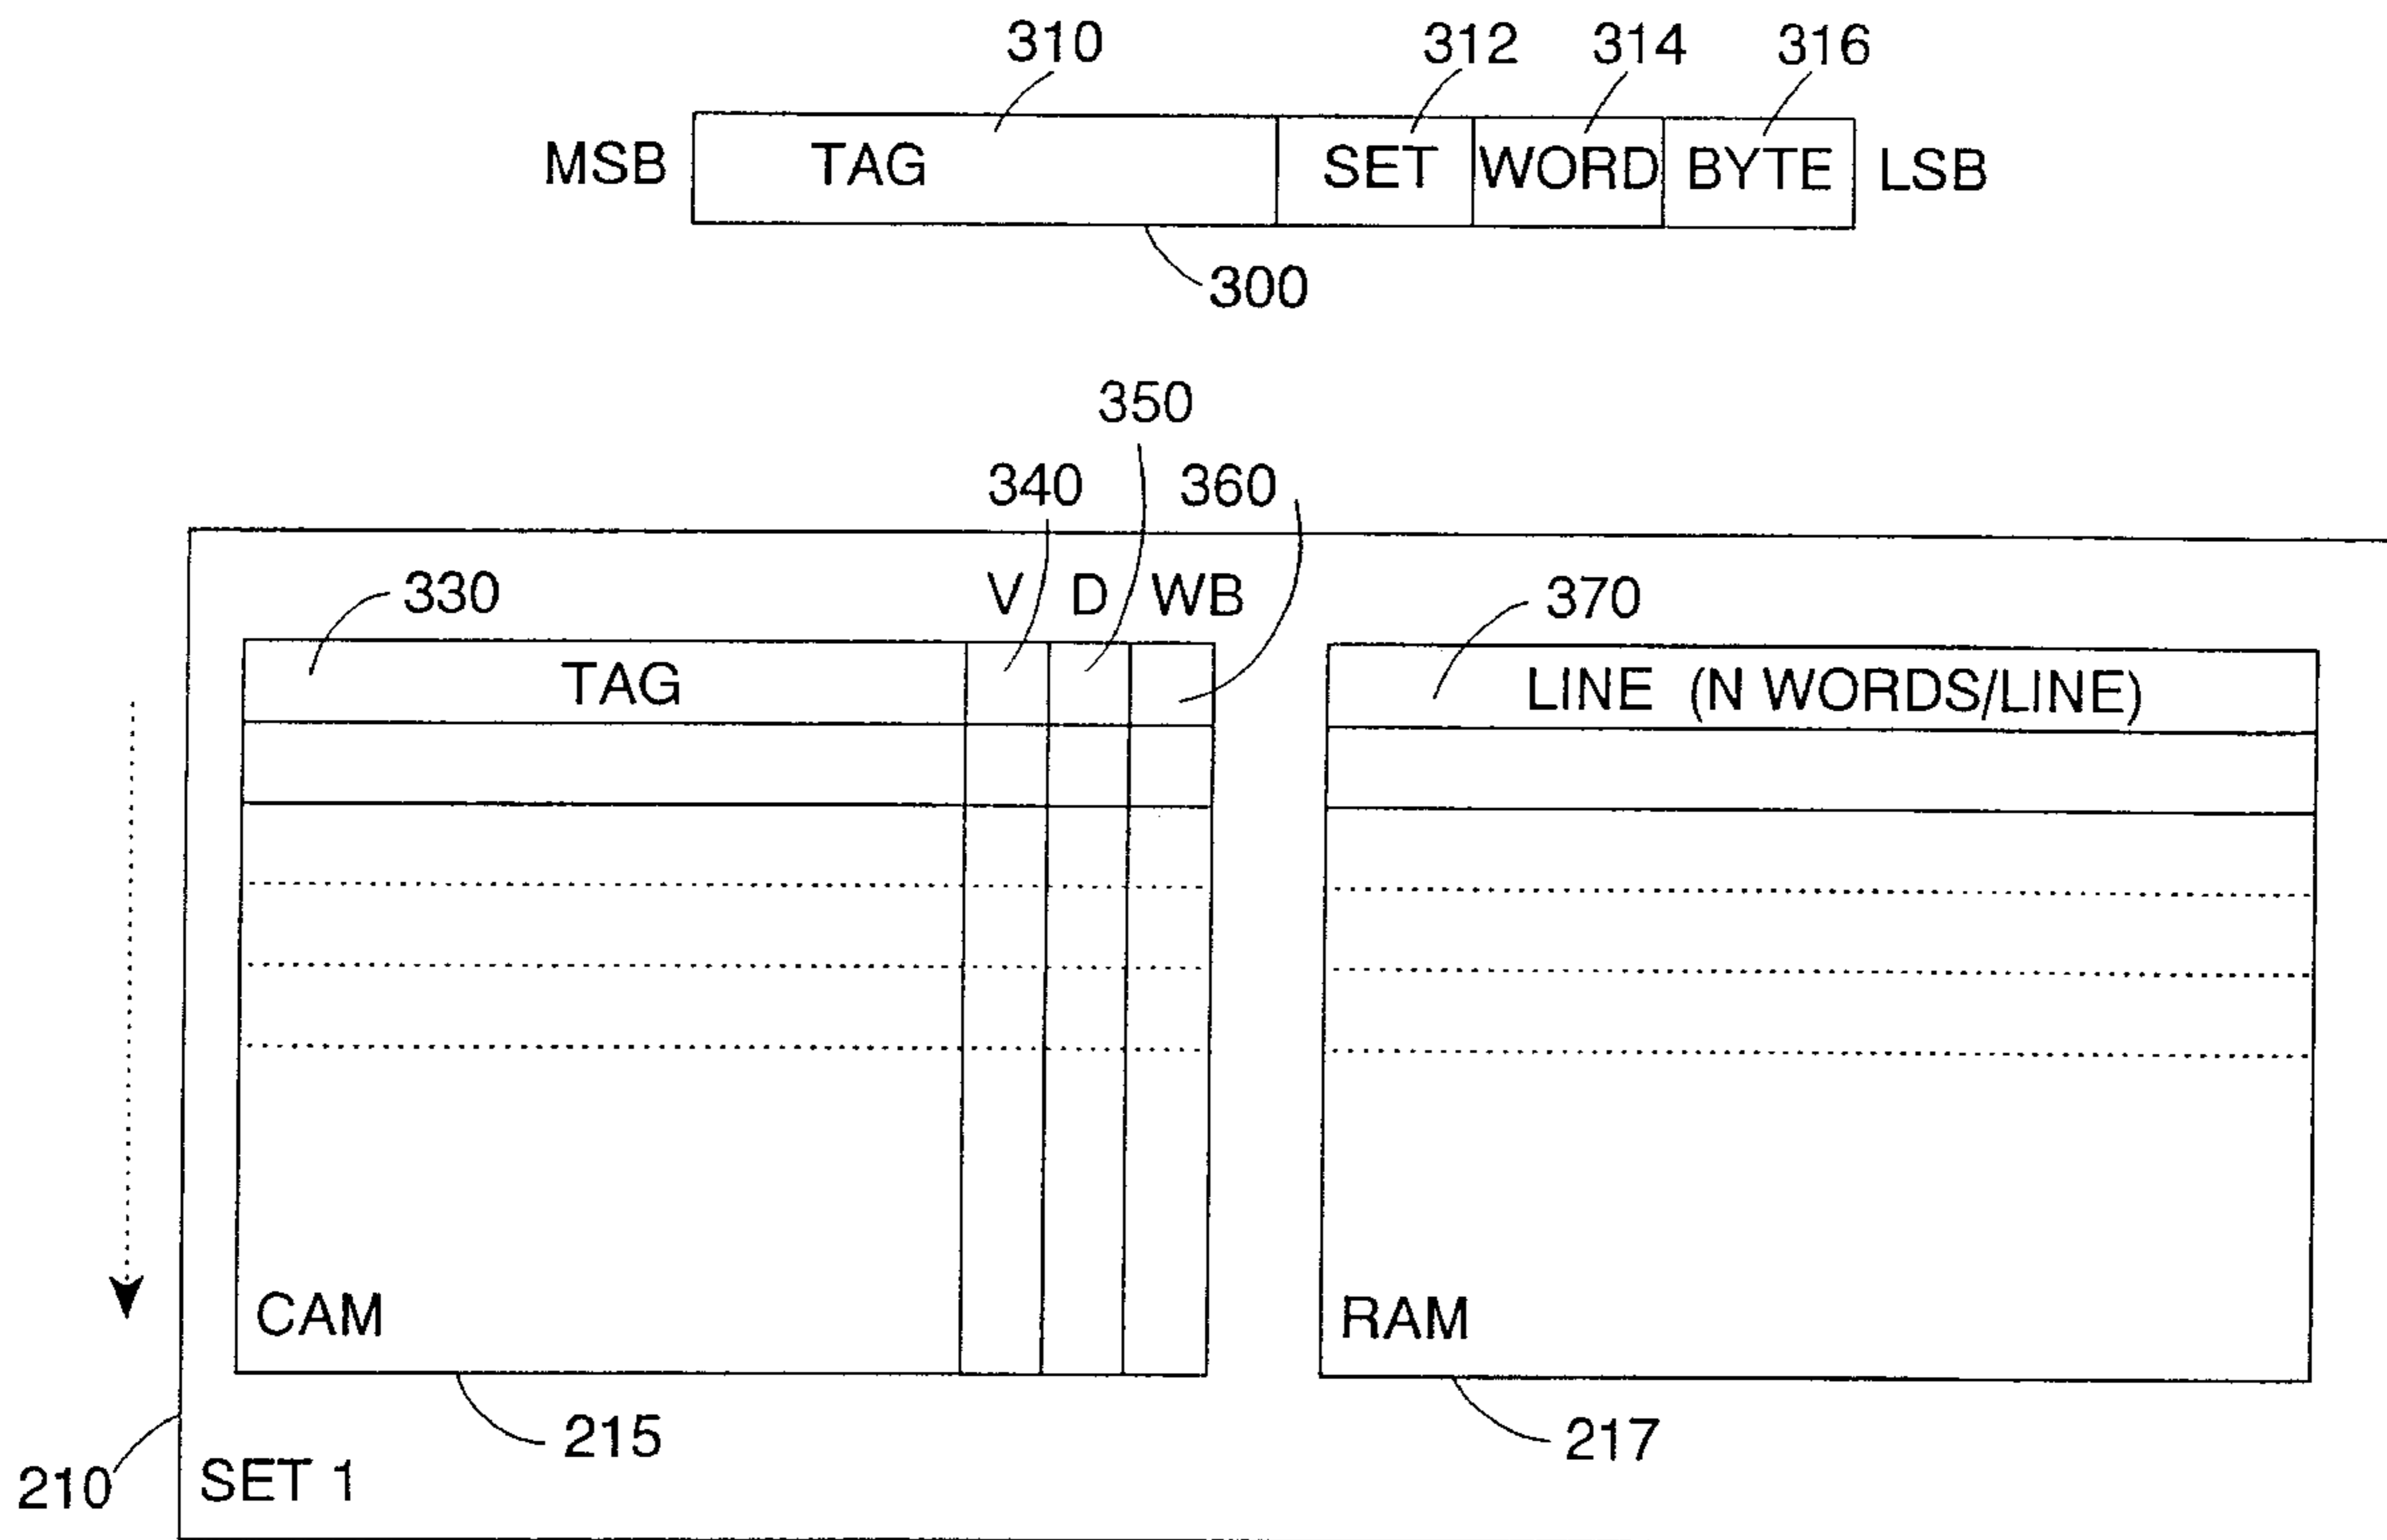 310 312 314 316
MSB TAG SET WORD BYTE LSB
300
350
340 360
V D WB
330 370
TAG LINE (N WORDS/LINE)
CAM RAM
215 217
210 SET 1